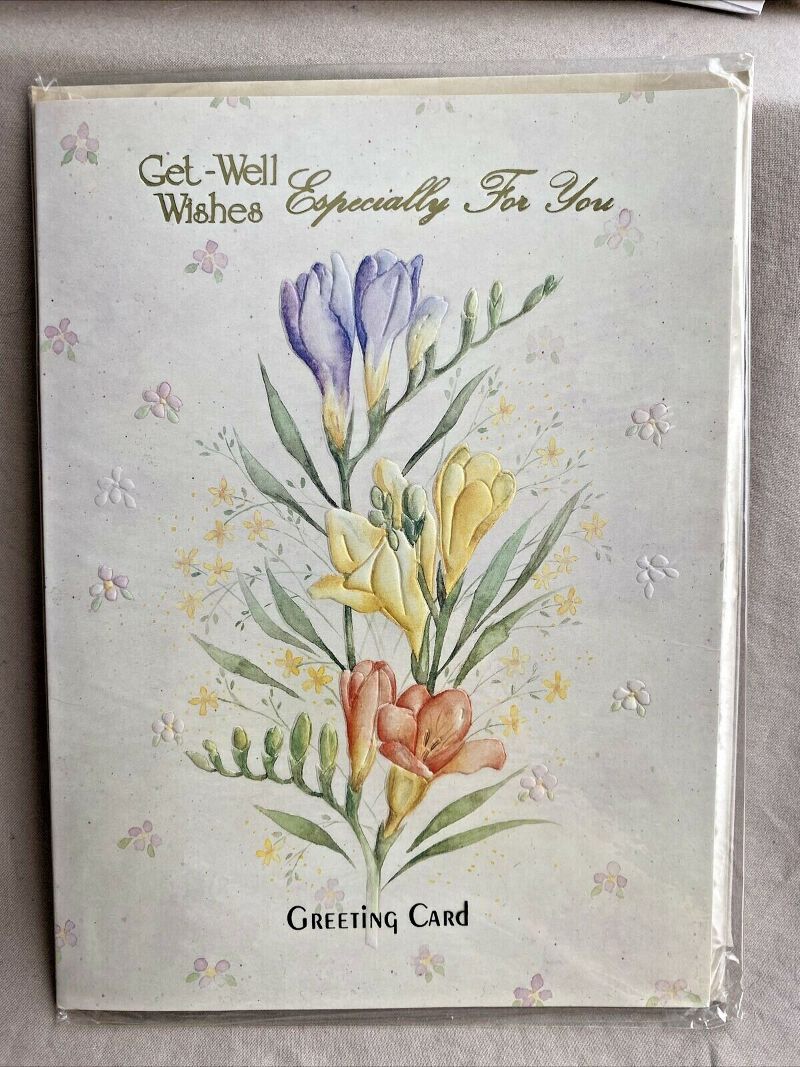 Get-Well
Wishes
Especially For You
GREETiNG CARd